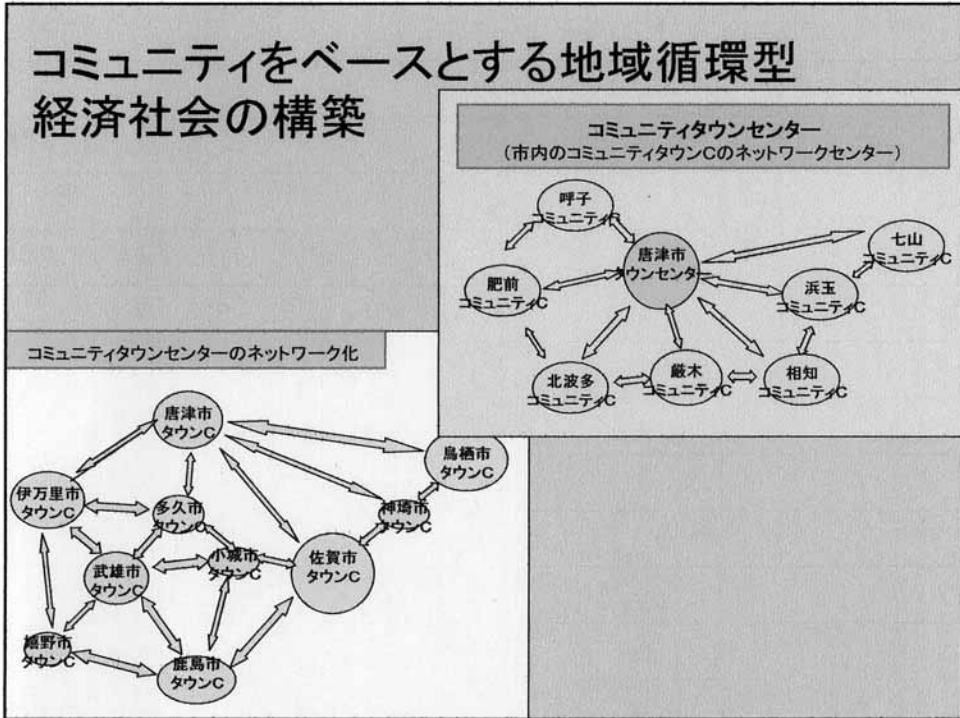 コミュニティをベースとする地域循環型
経済社会の構築
コミュニティタウンセンター
(市内のコミュニティタウンCのネットワークセンター)
呼子
コミュニティC
唐津市
タウンセンター
七山
コミュニティC
肥前
コミュニティC
浜玉
コミュニティC
北波多
コミュニティC
厳木
コミュニティC
相知
コミュニティC
コミュニティタウンセンターのネットワーク化
唐津市
タウンC
鳥栖市
タウンC
伊万里市
タウンC
多久市
タウンC
神埼市
タウンC
小城市
タウンC
佐賀市
タウンC
武雄市
タウンC
嬉野市
タウンC
鹿島市
タウンC